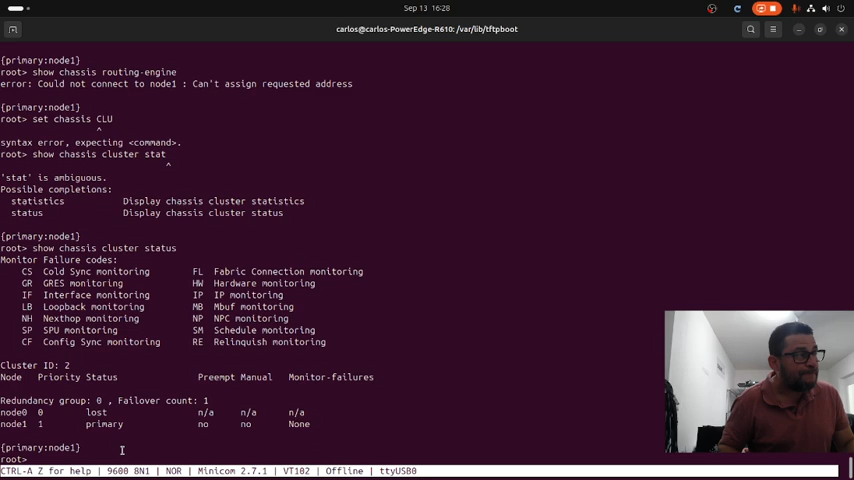 Sep 13 16:28
carlos@carlos-PowerEdge-R610: /var/lib/tftpboot
{primary:node1}
root> show chassis routing-engine
error: Could not connect to node1 : Can't assign requested address
{primary:node1}
root> set chassis CLU
^
syntax error, expecting <command>.
root> show chassis cluster stat
^
'stat' is ambiguous.
Possible completions:
statistics Display chassis cluster statistics
status Display chassis cluster status
{primary:node1}
root> show chassis cluster status
Monitor Failure codes:
CS Cold Sync monitoring FL Fabric Connection monitoring
GR GRES monitoring HW Hardware monitoring
IF Interface monitoring IP IP monitoring
LB Loopback monitoring MB Mbuf monitoring
NH Nexthop monitoring NP NPC monitoring
SP SPU monitoring SM Schedule monitoring
CF Config Sync monitoring RE Relinquish monitoring
Cluster ID: 2
Node Priority Status Preempt Manual Monitor-failures
Redundancy group: 0 , Failover count: 1
node0 0 lost n/a n/a n/a
node1 1 primary no no None
{primary:node1}
root>
CTRL-A Z for help | 9600 8N1 | NOR | Minicom 2.7.1 | VT102 | Offline | ttyUSB0